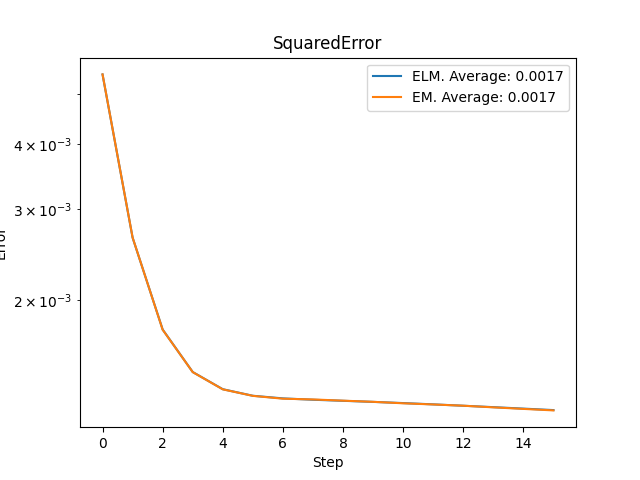 SquaredError
ELM. Average: 0.0017
EM. Average: 0.0017
4 × 10⁻³
3 × 10⁻³
2 × 10⁻³
Error
0 2 4 6 8 10 12 14
Step